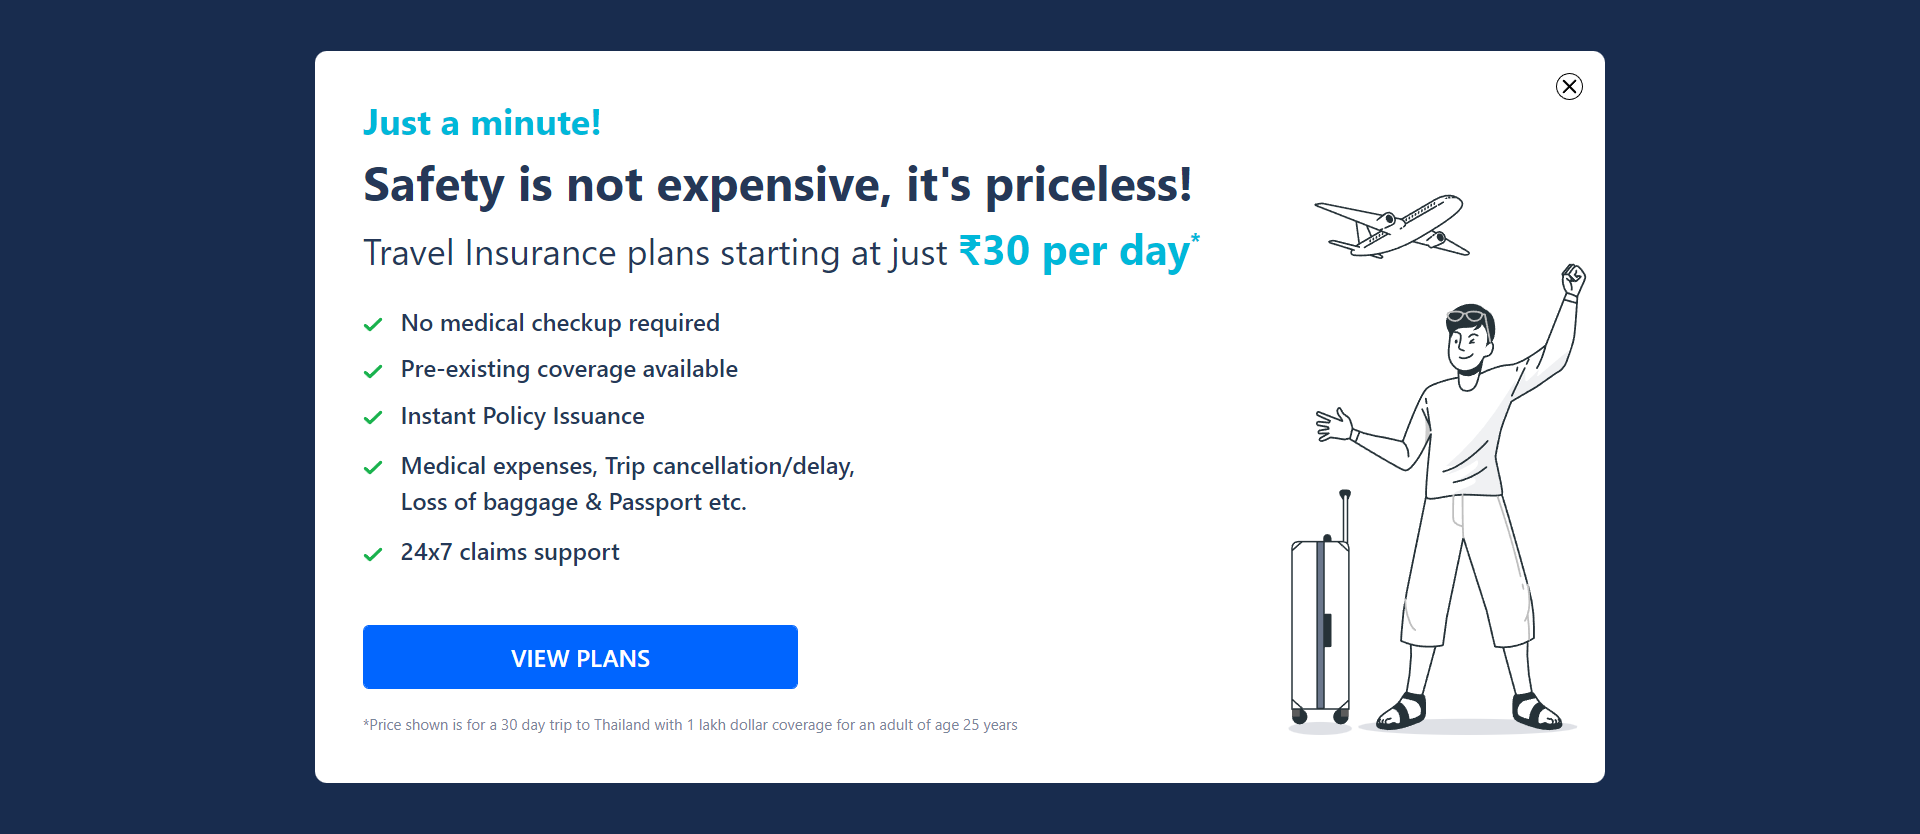 Just a minute!
Safety is not expensive, it's priceless!
Travel Insurance plans starting at just ₹30 per day*
No medical checkup required
Pre-existing coverage available
Instant Policy Issuance
Medical expenses, Trip cancellation/delay,
Loss of baggage & Passport etc.
24x7 claims support
VIEW PLANS
*Price shown is for a 30 day trip to Thailand with 1 lakh dollar coverage for an adult of age 25 years